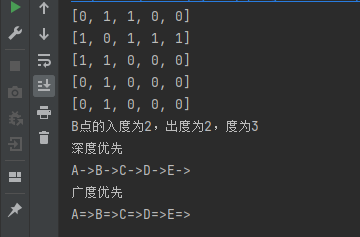 [0, 1, 1, 0, 0]
[1, 0, 1, 1, 1]
[1, 1, 0, 0, 0]
[0, 1, 0, 0, 0]
[0, 1, 0, 0, 0]
B点的入度为2，出度为2，度为3
深度优先
A->B->C->D->E->
广度优先
A=>B=>C=>D=>E=>